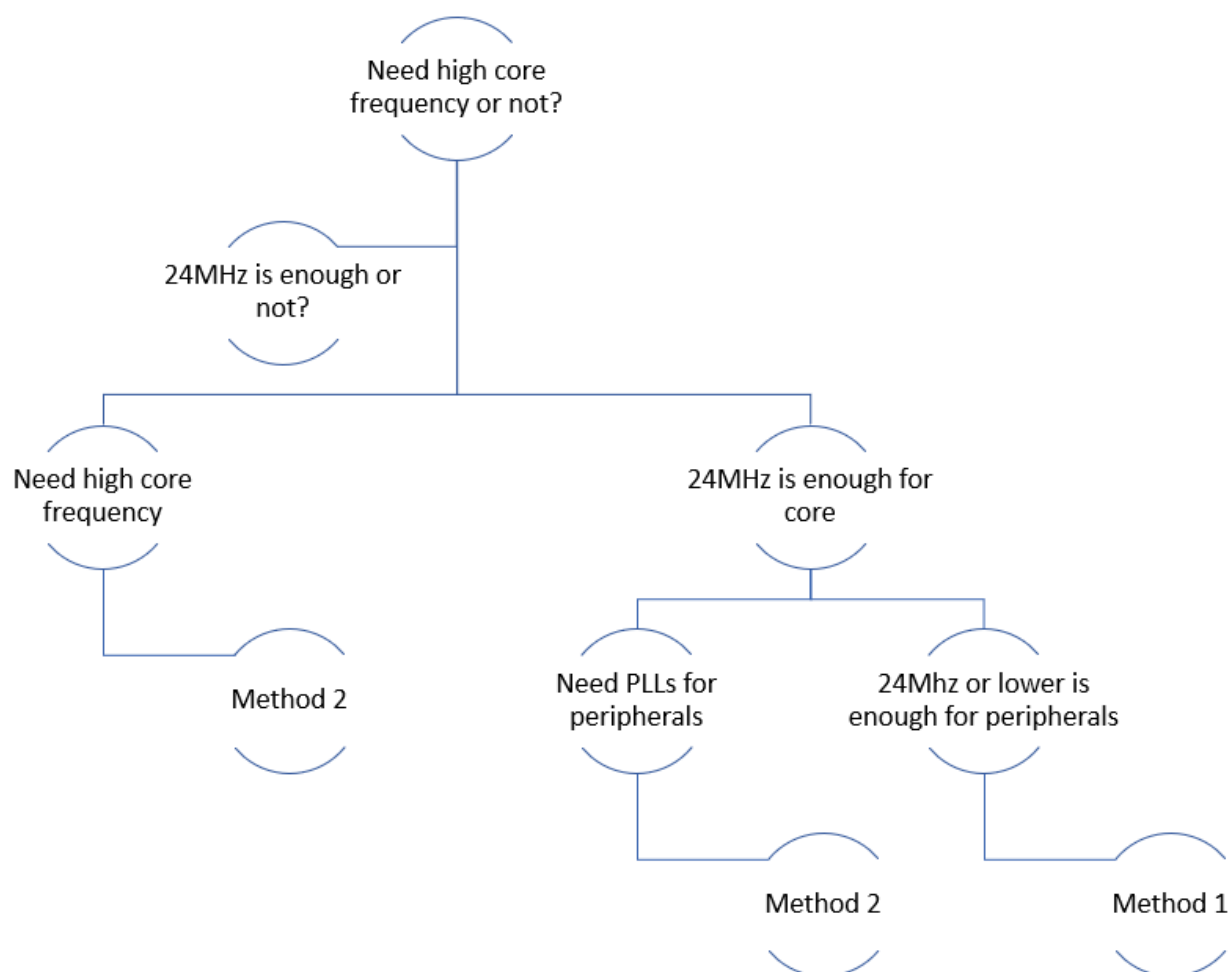 Need high core
frequency or not?
24MHz is enough or
not?
Need high core
frequency
24MHz is enough for
core
Method 2
Need PLLs for
peripherals
24Mhz or lower is
enough for peripherals
Method 2
Method 1